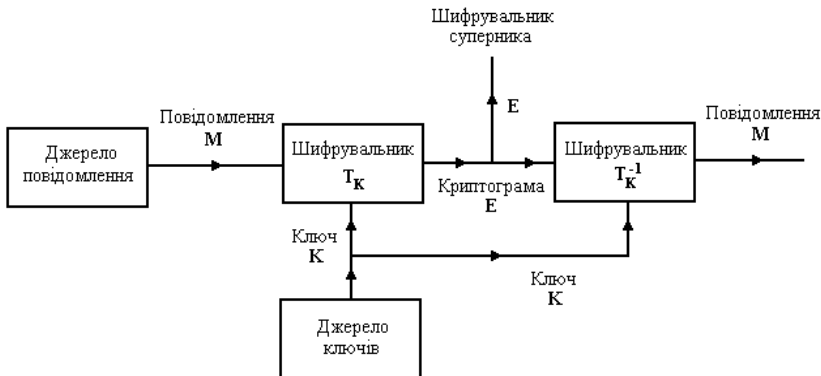 Шифрувальник
суперника
E
Повідомлення
M
Повідомлення
M
Джерело
повідомлення
Шифрувальник
T_K
Криптограма
E
Шифрувальник
T_K^-1
Ключ
K
Ключ
K
Джерело
ключів